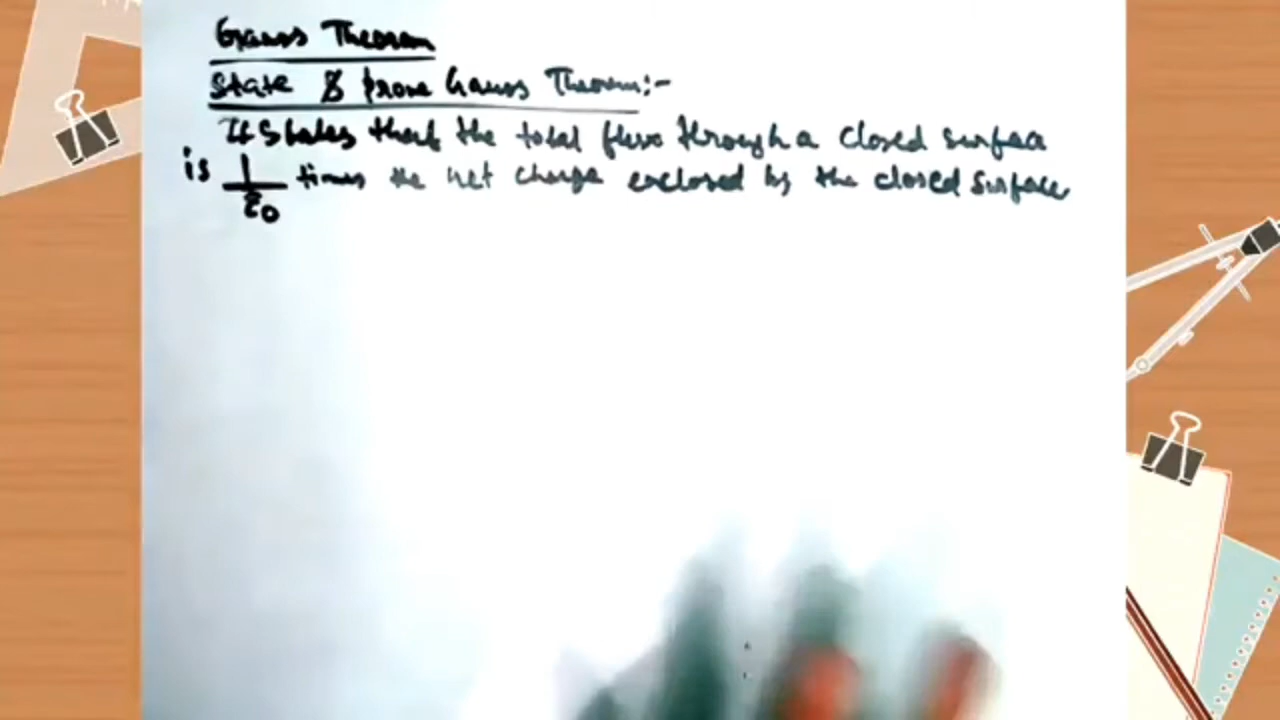 Gauss Theorem
State & prove Gauss Theorem:-
It States that the total flux through a closed surface
is 1/ε0 times the net charge enclosed by the closed surface